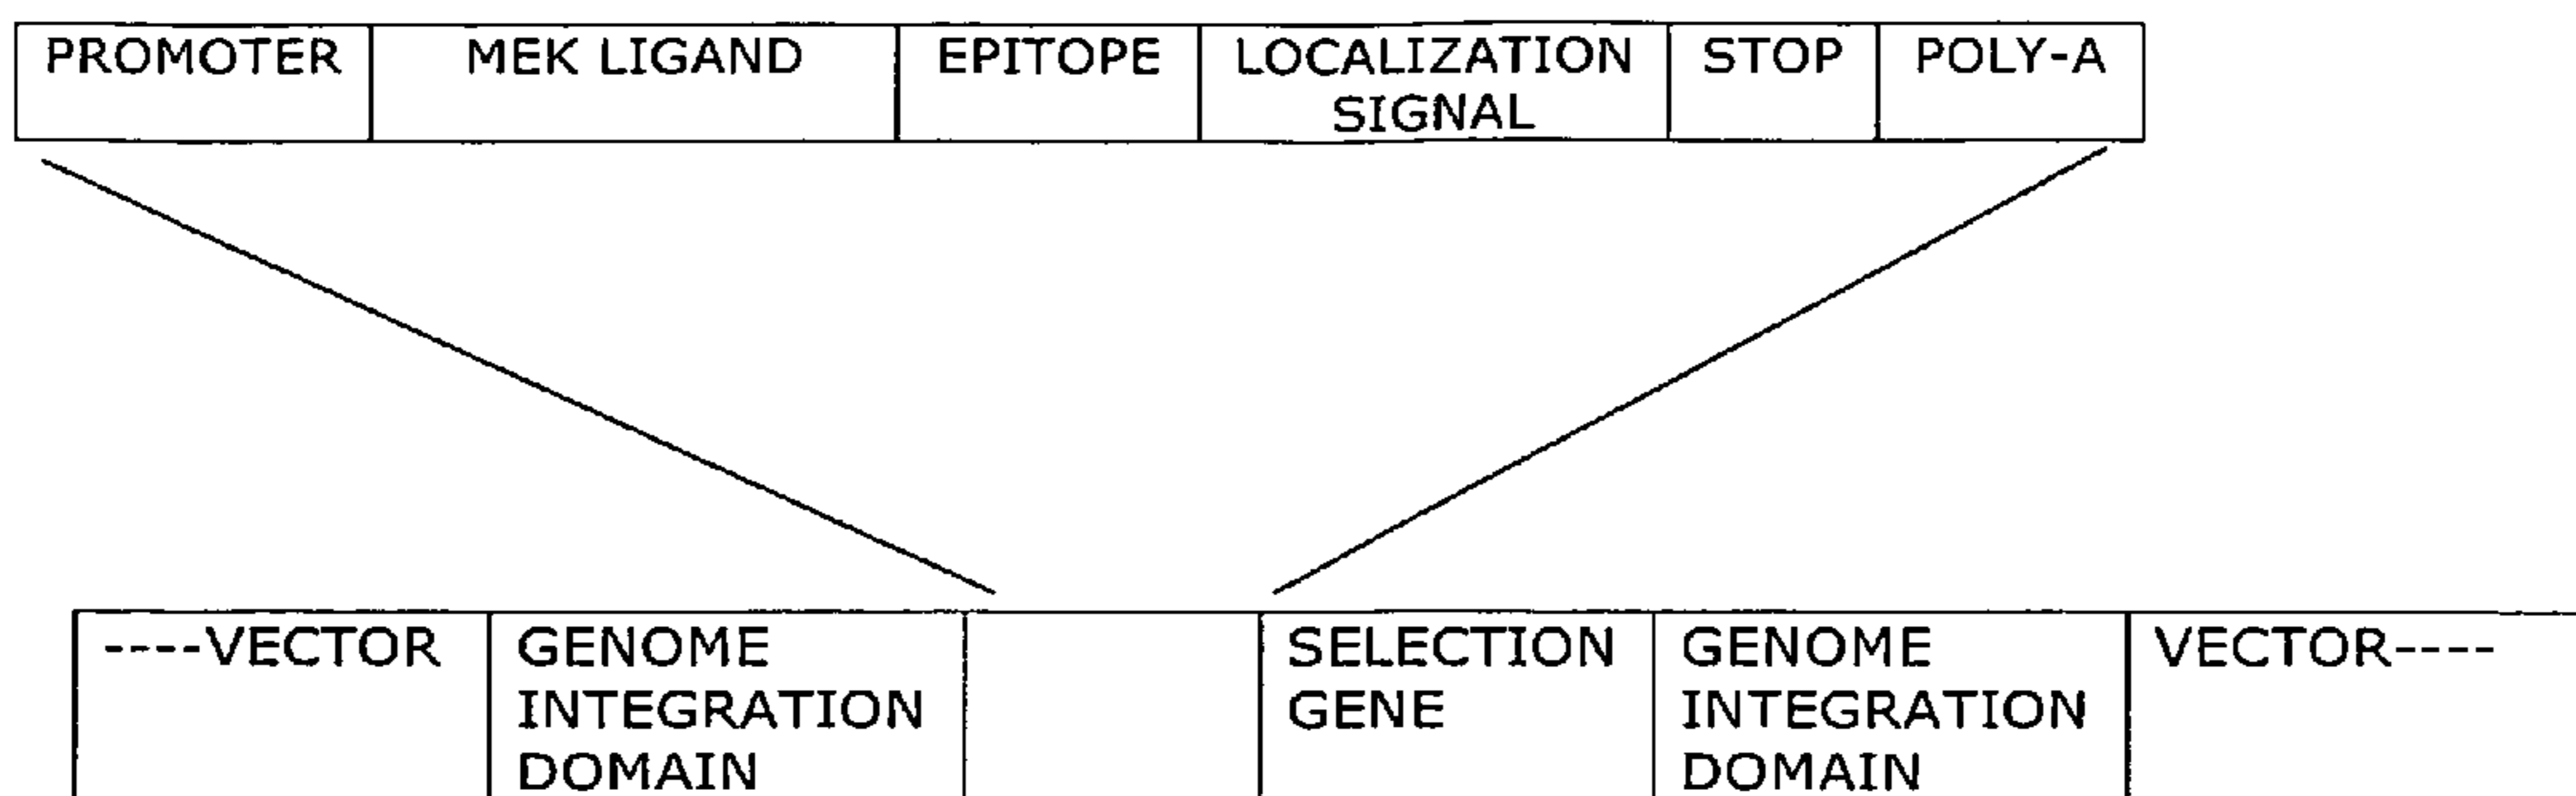 PROMOTER MEK LIGAND EPITOPE LOCALIZATION STOP POLY-A
SIGNAL
----VECTOR GENOME SELECTION GENOME VECTOR----
INTEGRATION GENE INTEGRATION
DOMAIN DOMAIN